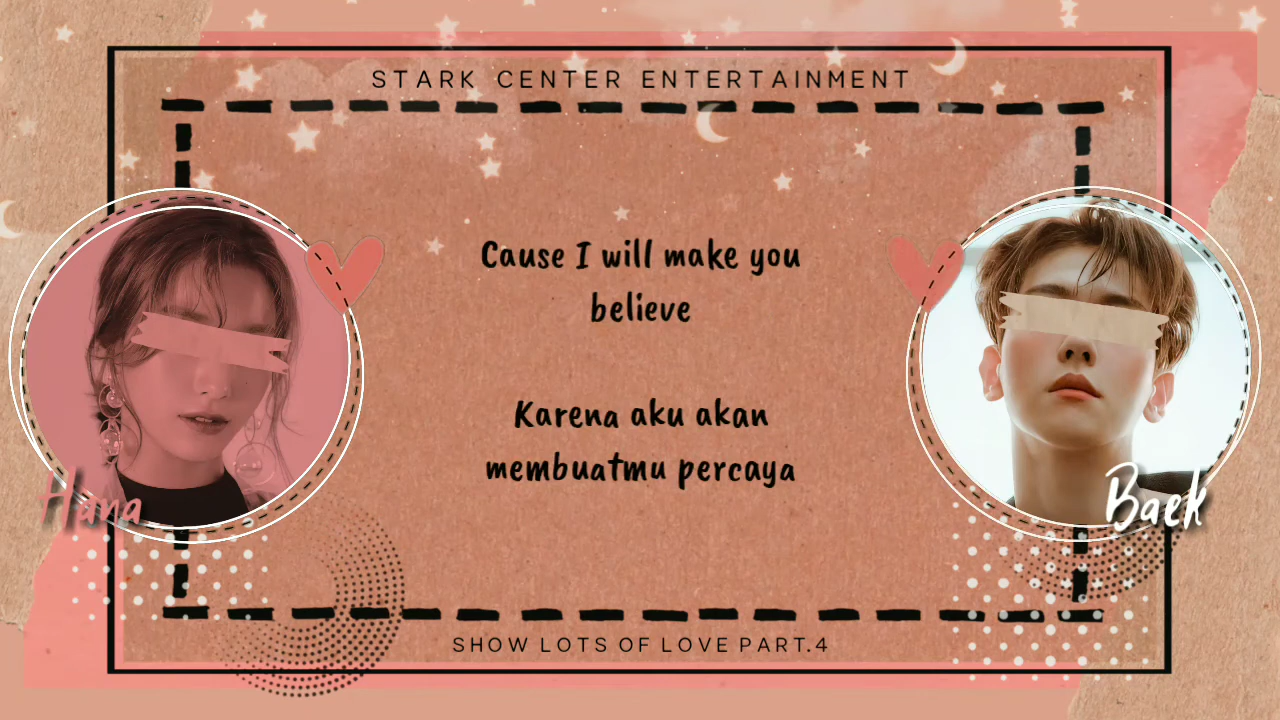 STARK CENTER ENTERTAINMENT
Cause I will make you
believe
Karena aku akan
membuatmu percaya
Hana
Baek
SHOW LOTS OF LOVE PART.4